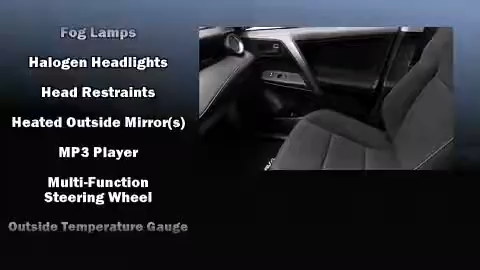 Fog Lamps
Halogen Headlights
Head Restraints
Heated Outside Mirror(s)
MP3 Player
Multi-Function
Steering Wheel
Outside Temperature Gauge